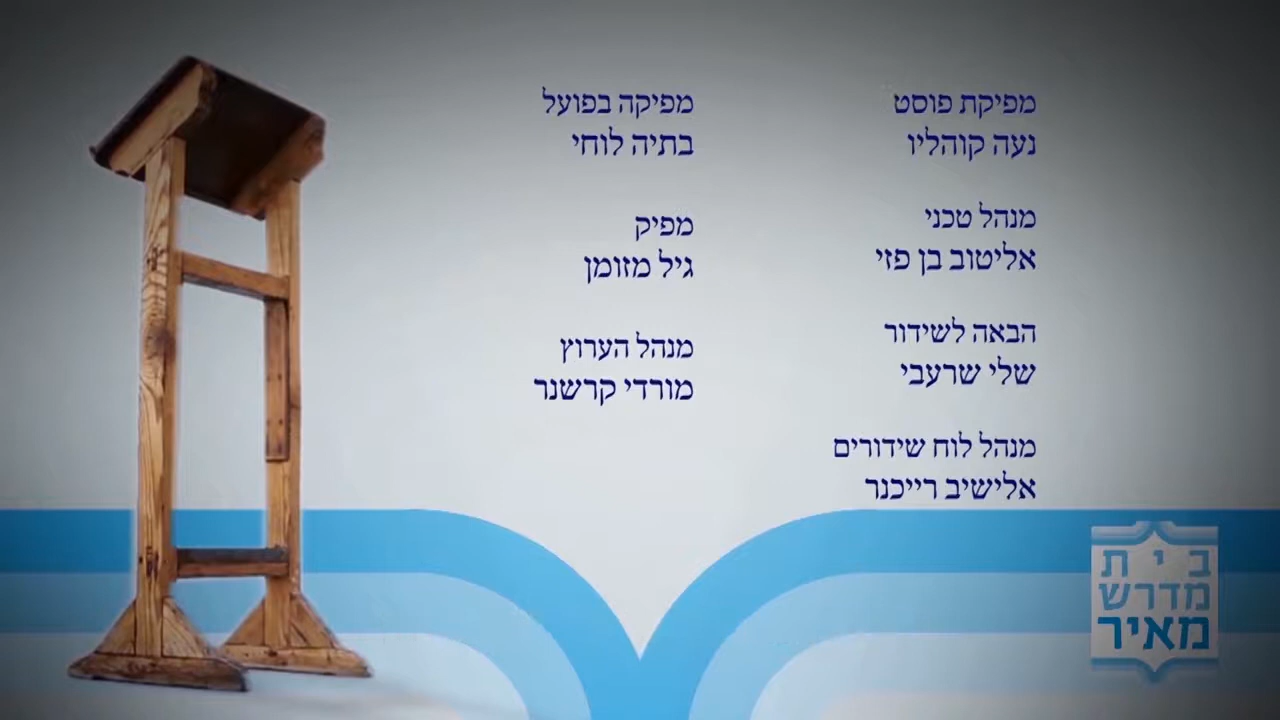 מפיקת פוסט
נעה קוהליו
מנהל טכני
אליטוב בן פזי
הבאה לשידור
שלי שרעבי
מנהל לוח שידורים
אלישיב רייכנר
מפיקה בפועל
בתיה לוחי
מפיק
גיל מזומן
מנהל הערוץ
מורדי קרשנר
בית
מדרש
מאיר